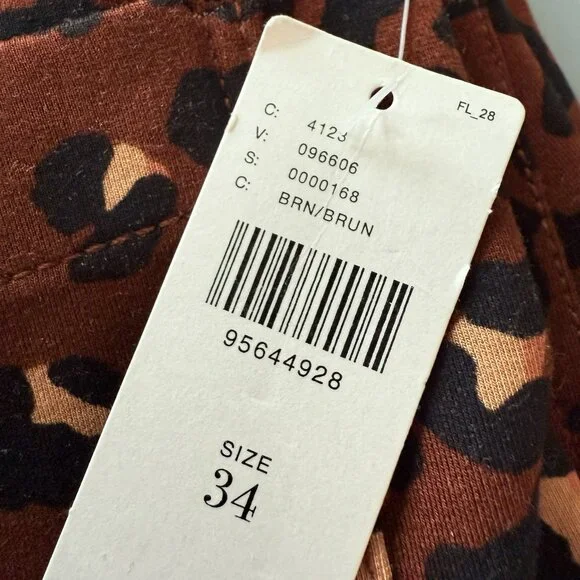 FL_28
C: 4123
V: 096606
S: 0000168
C: BRN/BRUN
95644928
SIZE
34